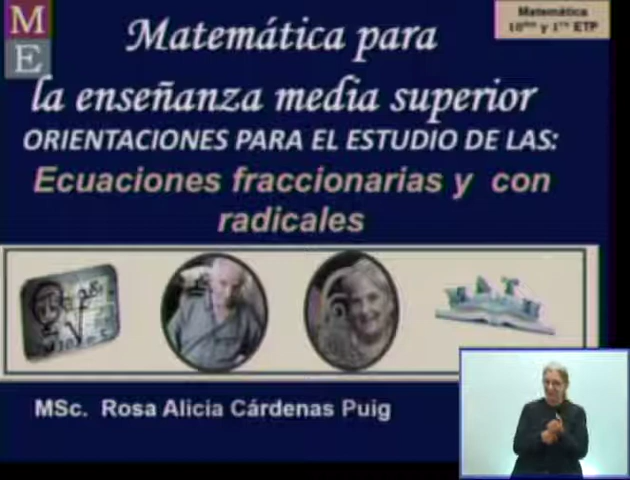 M
E
Matemática
10mo y 1ro ETP
Matemática para
la enseñanza media superior
ORIENTACIONES PARA EL ESTUDIO DE LAS:
Ecuaciones fraccionarias y con
radicales
MSc. Rosa Alicia Cárdenas Puig